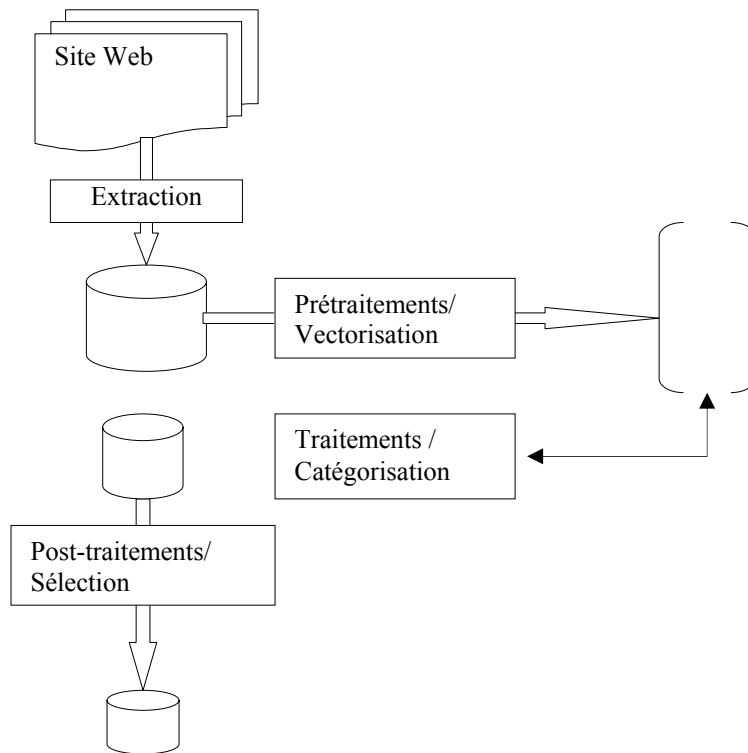 Site Web
Extraction
Prétraitements/
Vectorisation
Traitements /
Catégorisation
Post-traitements/
Sélection